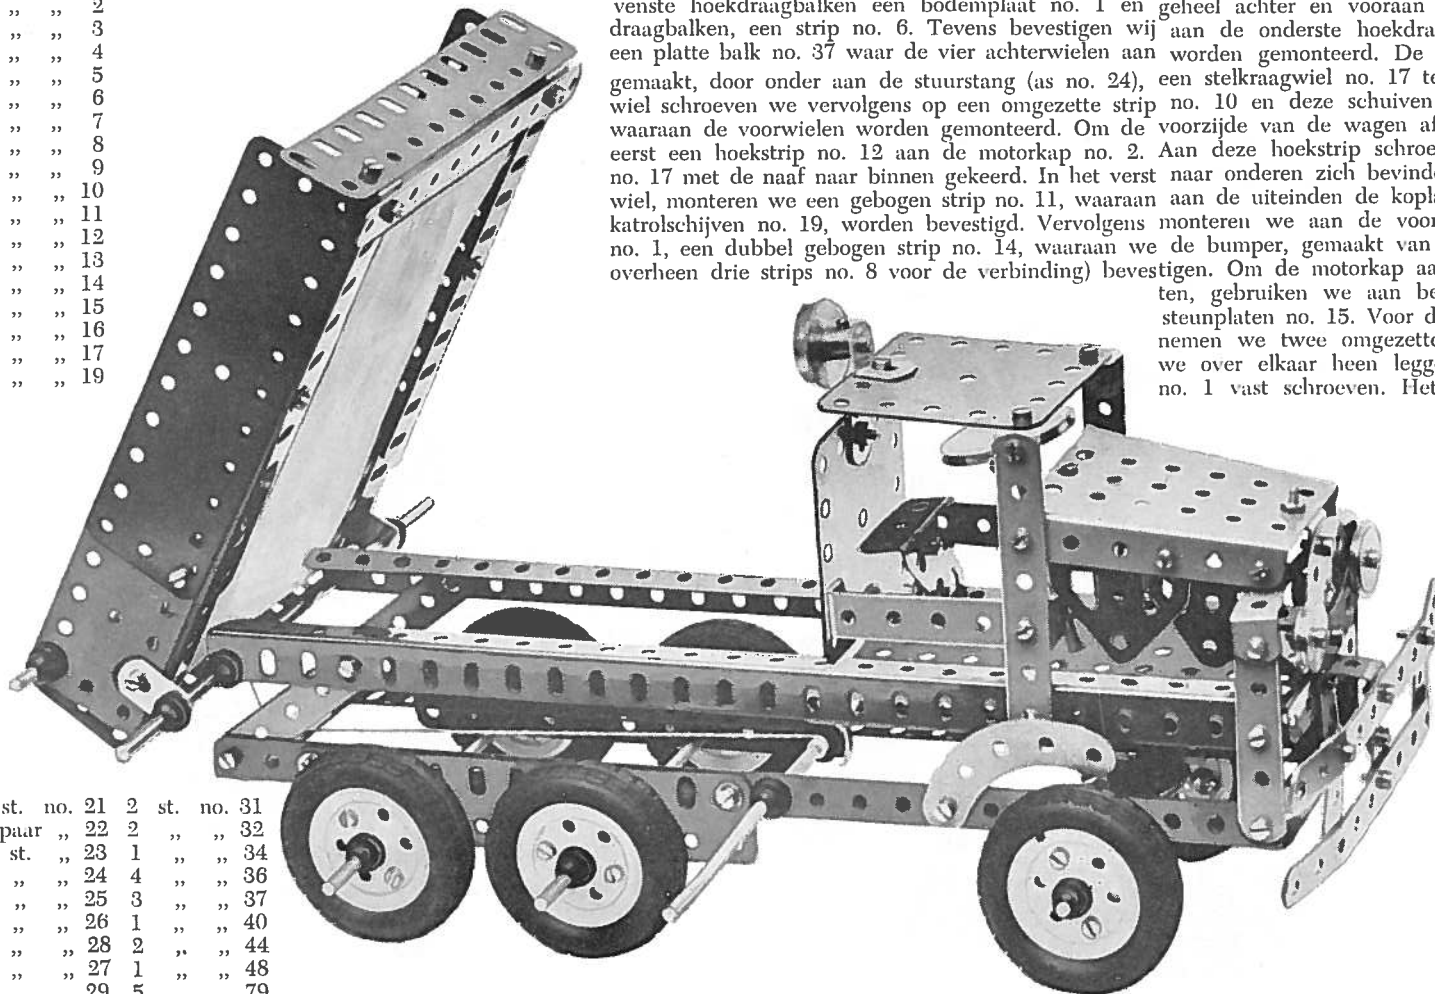 „ „ 2
„ „ 3
„ „ 4
„ „ 5
„ „ 6
„ „ 7
„ „ 8
„ „ 9
„ „ 10
„ „ 11
„ „ 12
„ „ 13
„ „ 14
„ „ 15
„ „ 16
„ „ 17
„ „ 19
venste hoekdraagbalken een bodemplaat no. 1 en
draagbalken, een strip no. 6. Tevens bevestigen wij
een platte balk no. 37 waar de vier achterwielen aan
gemaakt, door onder aan de stuurstang (as no. 24),
wiel schroeven we vervolgens op een omgezette strip
waaraan de voorwielen worden gemonteerd. Om de
eerst een hoekstrip no. 12 aan de motorkap no. 2.
no. 17 met de naaf naar binnen gekeerd. In het verst
wiel, monteren we een gebogen strip no. 11, waaraan
katrolschijven no. 19, worden bevestigd. Vervolgens
no. 1, een dubbel gebogen strip no. 14, waaraan we
overheen drie strips no. 8 voor de verbinding) beves
geheel achter en vooraan
aan de onderste hoekdra
worden gemonteerd. De
een stelkraagwiel no. 17 te
no. 10 en deze schuiven
voorzijde van de wagen af
Aan deze hoekstrip schroe
naar onderen zich bevind
aan de uiteinden de kopla
monteren we aan de voor
de bumper, gemaakt van
tigen. Om de motorkap aa
ten, gebruiken we aan be
steunplaten no. 15. Voor d
nemen we twee omgezette
we over elkaar heen legg
no. 1 vast schroeven. Het
st. no. 21 2 st. no. 31
paar „ 22 2 „ „ 32
st. „ 23 1 „ „ 34
„ „ 24 4 „ „ 36
„ „ 25 3 „ „ 37
„ „ 26 1 „ „ 40
„ „ 28 2 „ „ 44
„ „ 27 1 „ „ 48
29 5 79